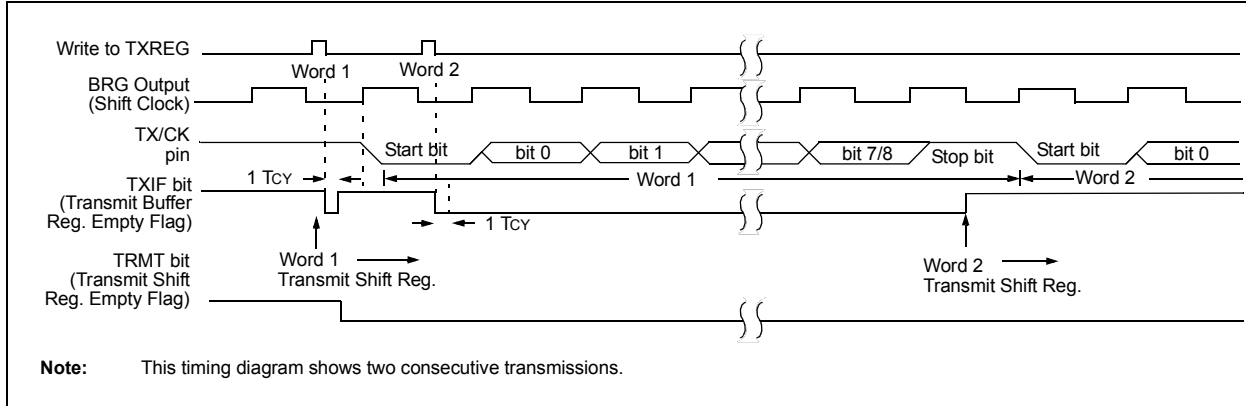 Write to TXREG
Word 1
Word 2
BRG Output
(Shift Clock)
TX/CK
pin
Start bit
bit 0
bit 1
bit 7/8
Stop bit
Start bit
bit 0
1 TCY
Word 1
Word 2
TXIF bit
(Transmit Buffer
Reg. Empty Flag)
1 TCY
Word 1
Transmit Shift Reg.
Word 2
Transmit Shift Reg.
TRMT bit
(Transmit Shift
Reg. Empty Flag)
Note: This timing diagram shows two consecutive transmissions.